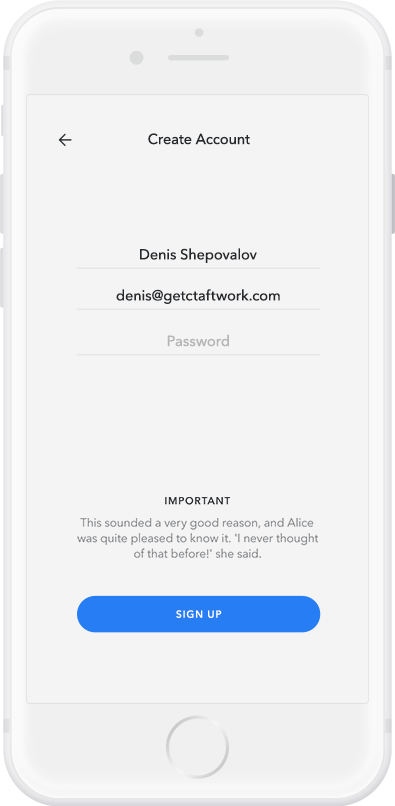 Create Account
Denis Shepovalov
denis@getctaftwork.com
Password
IMPORTANT
This sounded a very good reason, and Alice
was quite pleased to know it. 'I never thought
of that before!' she said.
SIGN UP